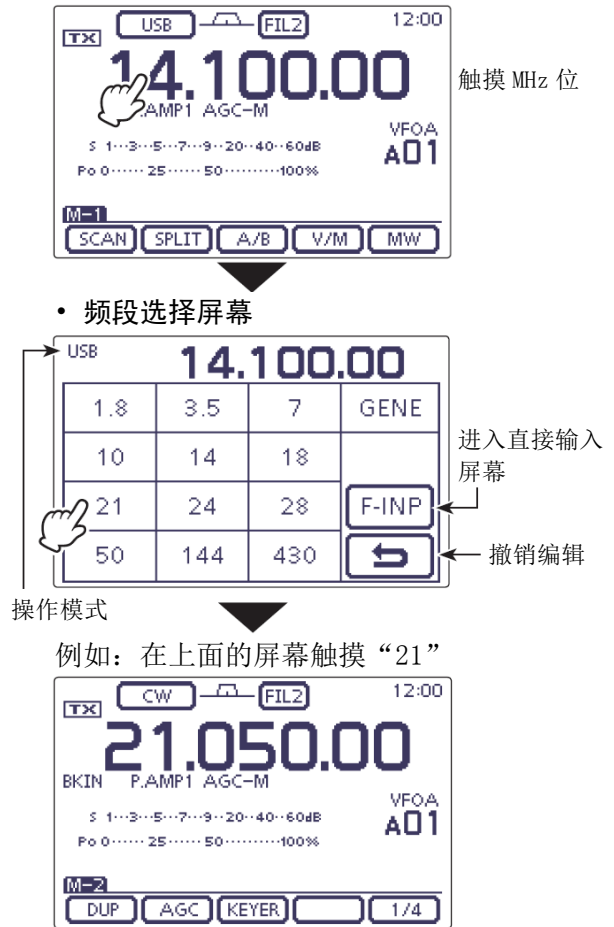 USB FIL2 12:00
TX
14.100.00 触摸 MHz 位
P.AMP1 AGC-M
VFOA
A01
S 1···3···5···7···9··20··40··60dB
Po 0······ 25······ 50··········100%
M-1
SCAN SPLIT A/B V/M MW
• 频段选择屏幕
USB 14.100.00
1.8 3.5 7 GENE
10 14 18
进入直接输入
屏幕
21 24 28 F-INP
50 144 430 撤销编辑
操作模式
例如：在上面的屏幕触摸“21”
CW FIL2 12:00
TX
21.050.00
BKIN P.AMP1 AGC-M
VFOA
A01
S 1···3···5···7···9··20··40··60dB
Po 0······ 25······ 50··········100%
M-2
DUP AGC KEYER 1/4